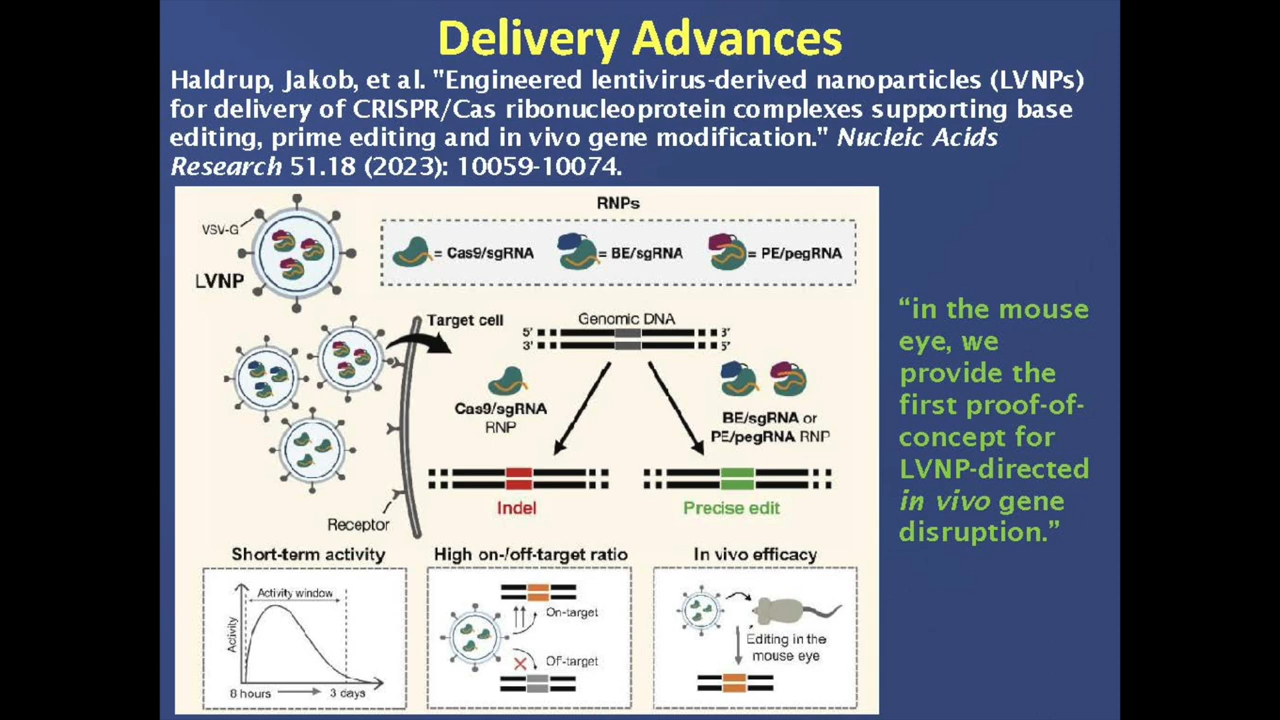 Delivery Advances
Haldrup, Jakob, et al. "Engineered lentivirus-derived nanoparticles (LVNPs)
for delivery of CRISPR/Cas ribonucleoprotein complexes supporting base
editing, prime editing and in vivo gene modification." Nucleic Acids
Research 51.18 (2023): 10059-10074.
VSV-G
LVNP
RNPs
= Cas9/sgRNA
= BE/sgRNA
= PE/pegRNA
Target cell
Genomic DNA
5' 3'
3' 5'
Cas9/sgRNA
RNP
BE/sgRNA or
PE/pegRNA RNP
Indel
Precise edit
Receptor
“in the mouse
eye, we
provide the
first proof-of-
concept for
LVNP-directed
in vivo gene
disruption.”
Short-term activity
Activity window
Activity
8 hours
3 days
High on-/off-target ratio
On-target
Off-target
In vivo efficacy
Editing in the
mouse eye